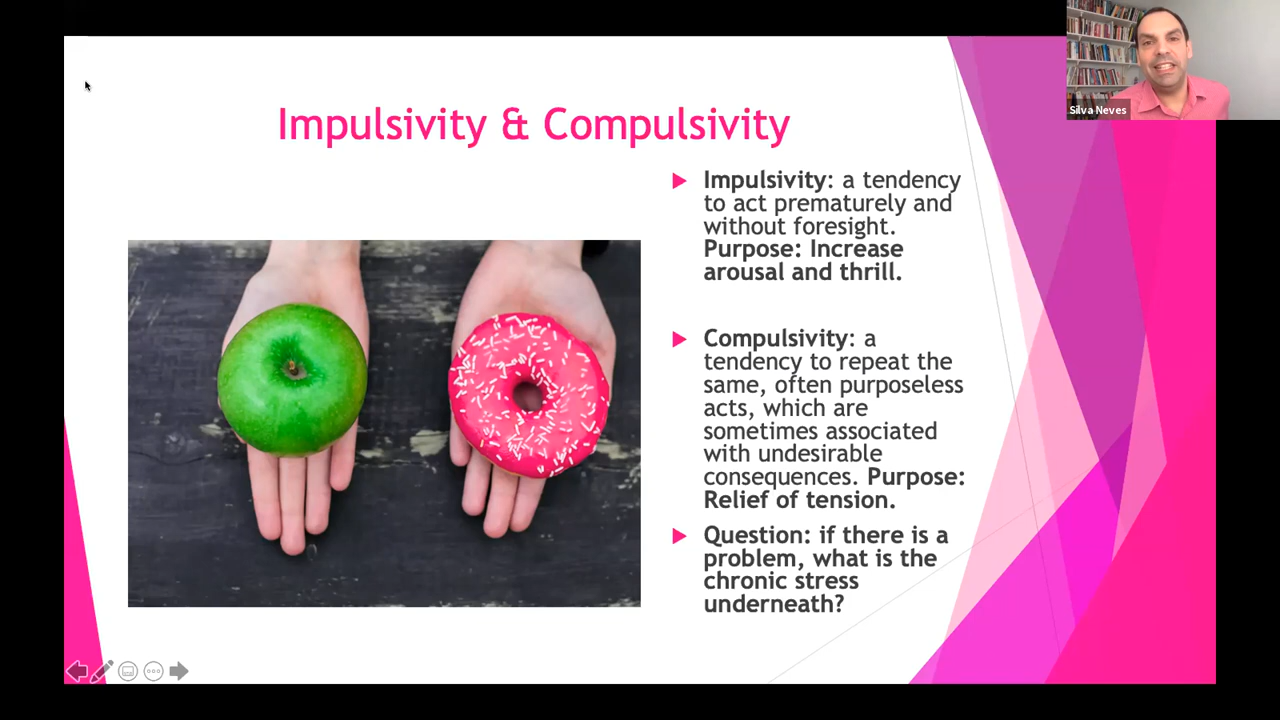 Silva Neves
Impulsivity & Compulsivity
Impulsivity: a tendency
to act prematurely and
without foresight.
Purpose: Increase
arousal and thrill.
Compulsivity: a
tendency to repeat the
same, often purposeless
acts, which are
sometimes associated
with undesirable
consequences. Purpose:
Relief of tension.
Question: if there is a
problem, what is the
chronic stress
underneath?